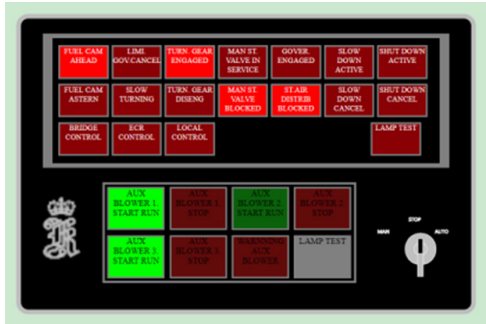 FUEL CAM
AHEAD
LIMI.
GOV.CANCEL
TURN. GEAR
ENGAGED
MAN ST.
VALVE IN
SERVICE
GOVER.
ENGAGED
SLOW
DOWN
ACTIVE
SHUT DOWN
ACTIVE
FUEL CAM
ASTERN
SLOW
TURNING
TURN. GEAR
DISENG
MAN ST.
VALVE
BLOCKED
ST.AIR
DISTRIB
BLOCKED
SLOW
DOWN
CANCEL
SHUT DOWN
CANCEL
BRIDGE
CONTROL
ECR
CONTROL
LOCAL
CONTROL
LAMP TEST
AUX
BLOWER 1.
START RUN
AUX
BLOWER 1.
STOP
AUX
BLOWER 2.
START RUN
AUX
BLOWER 2.
STOP
AUX
BLOWER 3.
START RUN
AUX
BLOWER 3.
STOP
AUX
BLOWER
LAMP TEST
STOP
MAN
AUTO